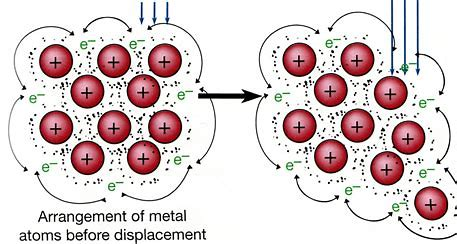 e⁻ e⁻
e⁻ e⁻
e⁻ e⁻
e⁻
+ + +
+ +
+ + +
+ +
e⁻
e⁻ e⁻
e⁻
e⁻ e⁻
e⁻
+ +
+ +
+ +
+ +
+
+
Arrangement of metal
atoms before displacement